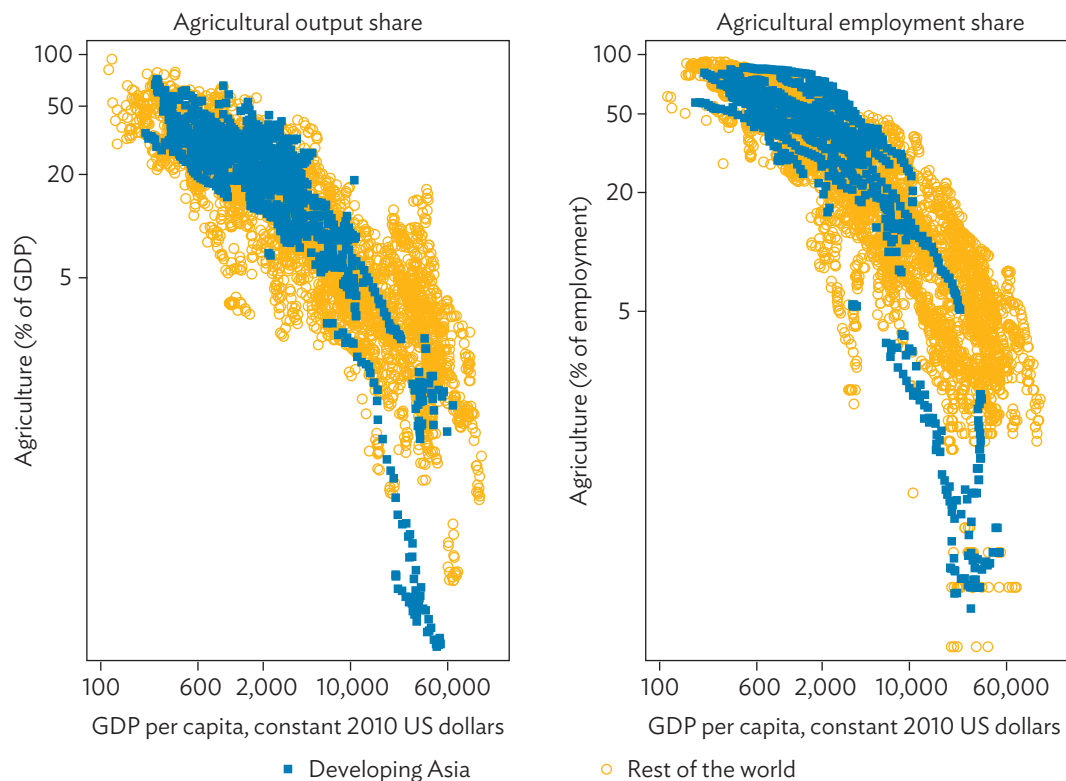 Agricultural output share
Agriculture (% of GDP)
100
50
20
5
100
600
2,000
10,000
60,000
GDP per capita, constant 2010 US dollars
Agricultural employment share
Agriculture (% of employment)
100
50
20
5
100
600
2,000
10,000
60,000
GDP per capita, constant 2010 US dollars
Developing Asia
Rest of the world